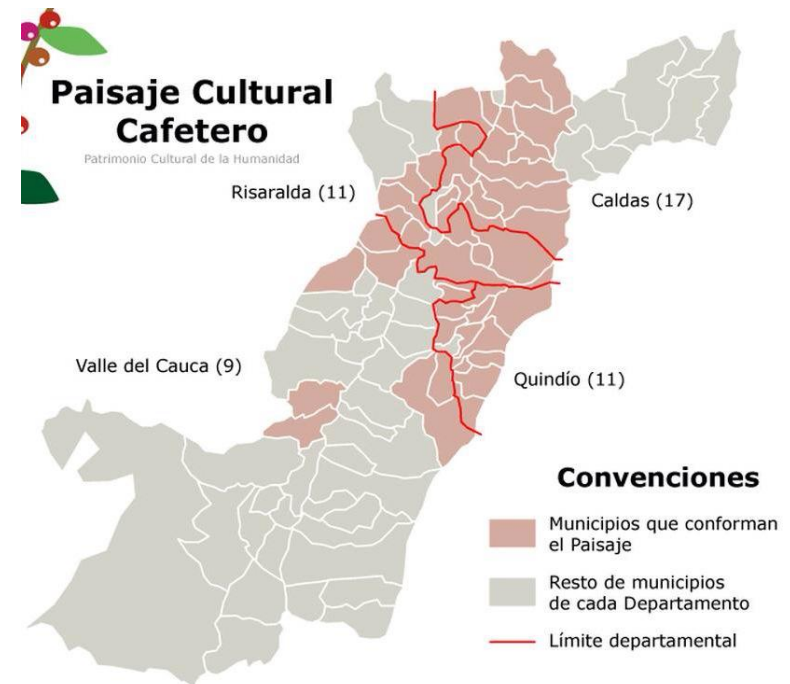 Paisaje Cultural
Cafetero
Patrimonio Cultural de la Humanidad
Risaralda (11)
Caldas (17)
Valle del Cauca (9)
Quindío (11)
Convenciones
Municipios que conforman
el Paisaje
Resto de municipios
de cada Departamento
Límite departamental